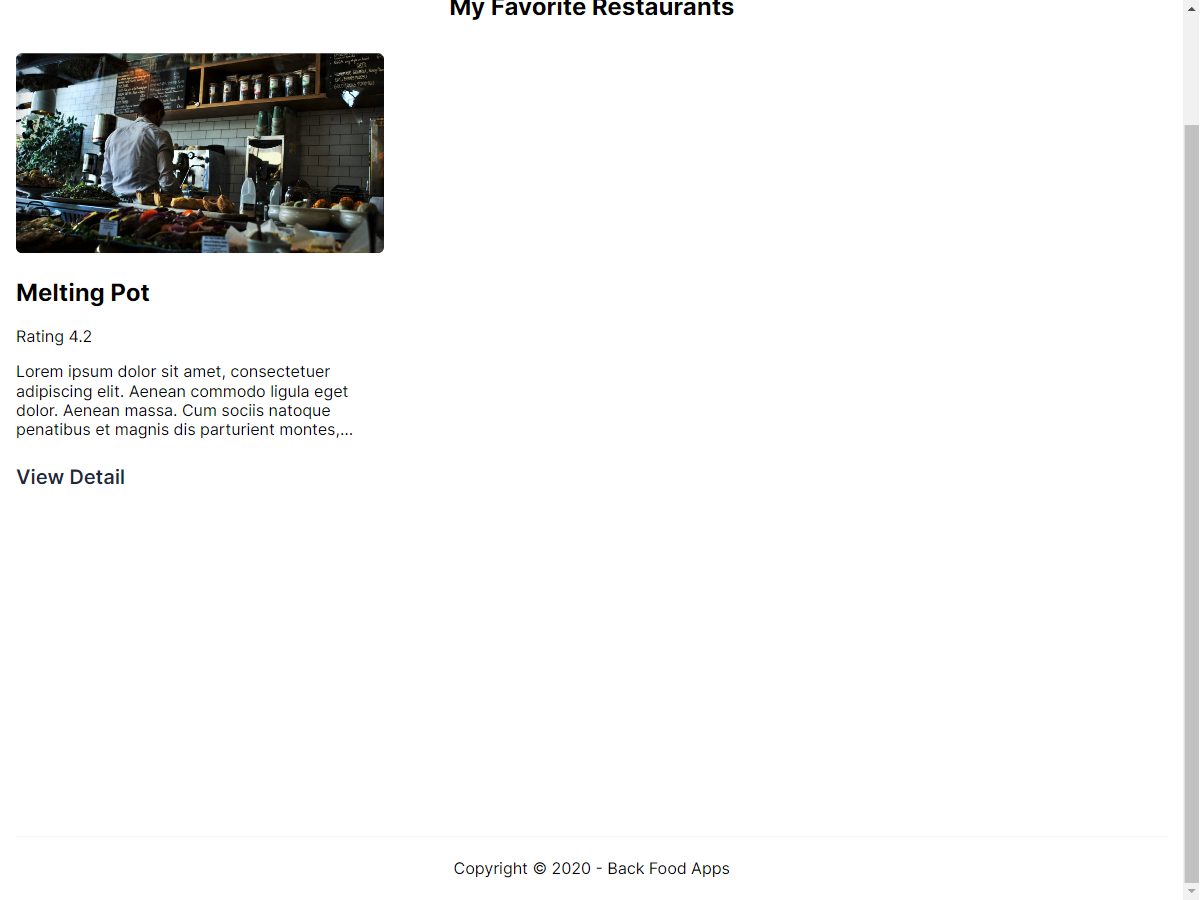 My Favorite Restaurants
Melting Pot
Rating 4.2
Lorem ipsum dolor sit amet, consectetuer
adipiscing elit. Aenean commodo ligula eget
dolor. Aenean massa. Cum sociis natoque
penatibus et magnis dis parturient montes,...
View Detail
Copyright © 2020 - Back Food Apps